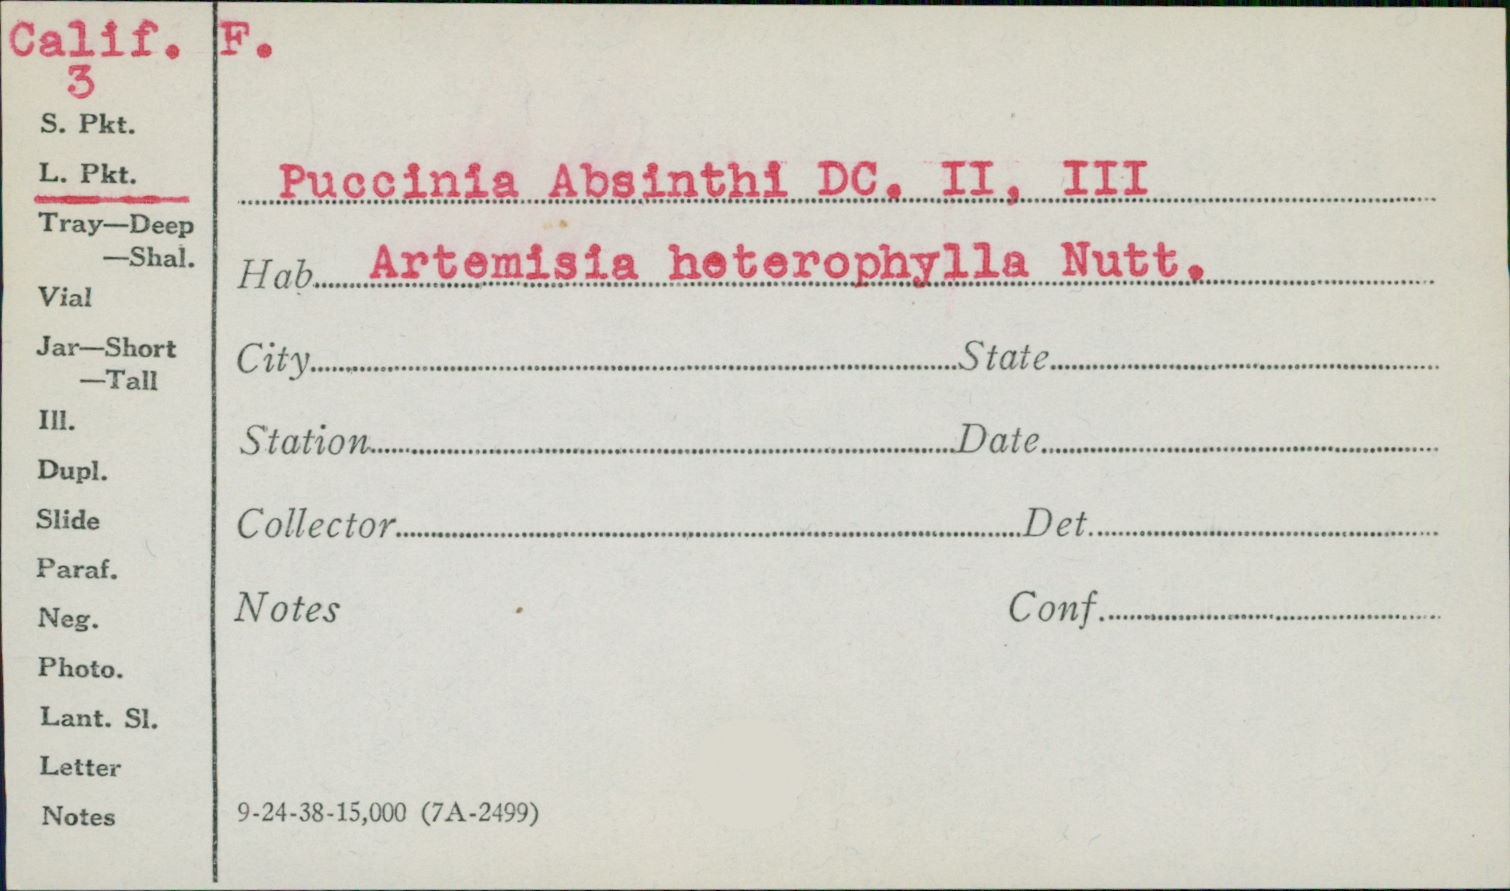 Calif. F.
3
S. Pkt.
L. Pkt.
Tray—Deep
—Shal.
Vial
Jar—Short
—Tall
Ill.
Dupl.
Slide
Paraf.
Neg.
Photo.
Lant. Sl.
Letter
Notes
Puccinia Absinthi DC. II, III
Hab. Artemisia heterophylla Nutt.
City State
Station Date
Collector Det.
Notes Conf.
9-24-38-15,000 (7A-2499)